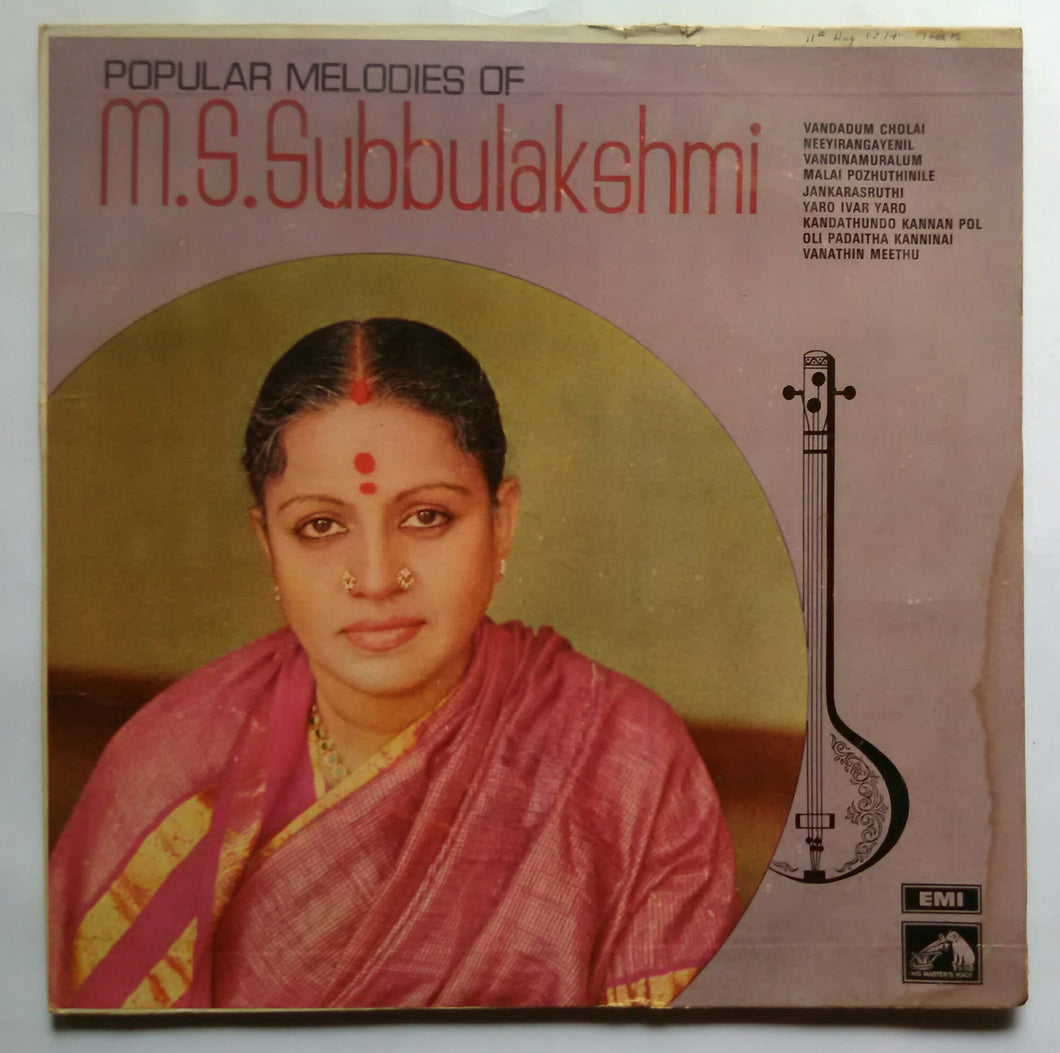 POPULAR MELODIES OF
M.S.Subbulakshmi
VANDADUM CHOLAI
NEEYIRANGAYENIL
VANDINAMURALUM
MALAI POZHUTHINILE
JANKARASRUTHI
YARO IVAR YARO
KANDATHUNDO KANNAN POL
OLI PADAITHA KANNINAI
VANATHIN MEETHU
EMI
HIS MASTER'S VOICE